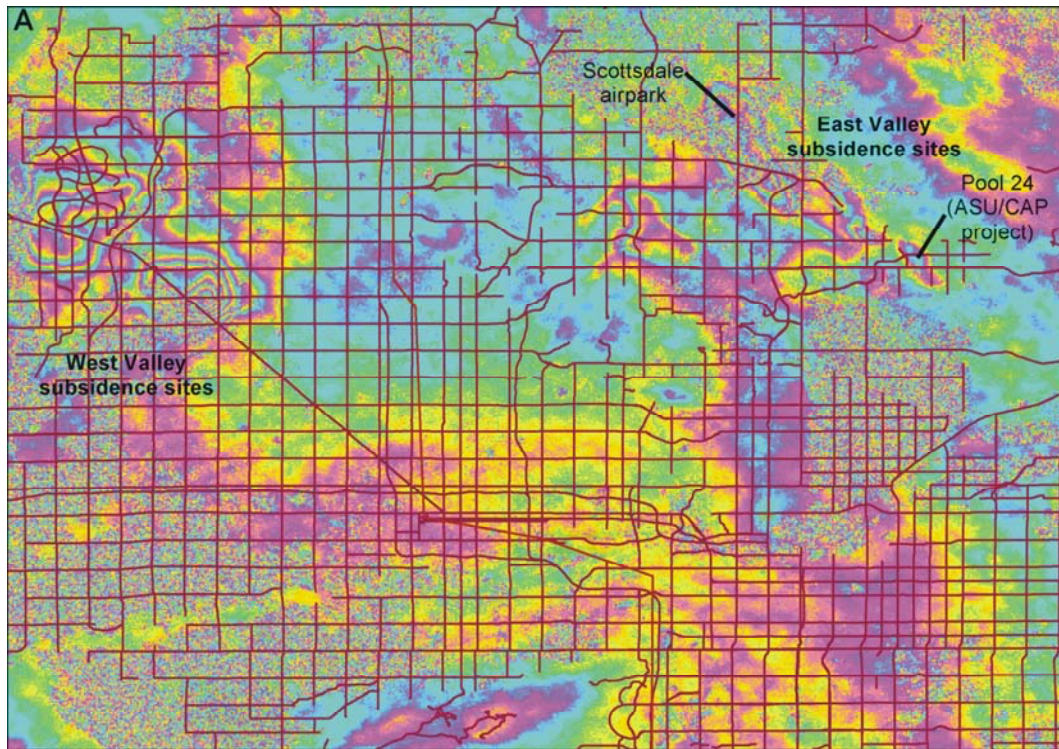 A
Scottsdale
airpark
East Valley
subsidence sites
Pool 24
(ASU/CAP
project)
West Valley
subsidence sites